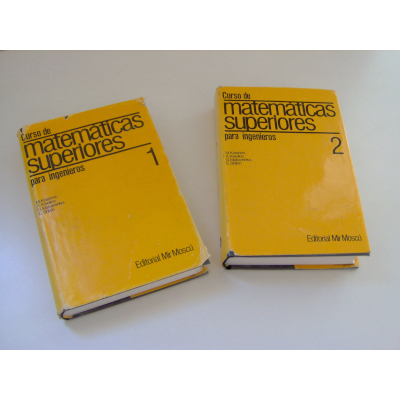 Curso de
matemáticas
superiores
para ingenieros
1
Editorial Mir Moscú
Curso de
matemáticas
superiores
para ingenieros
2
Editorial Mir Moscú